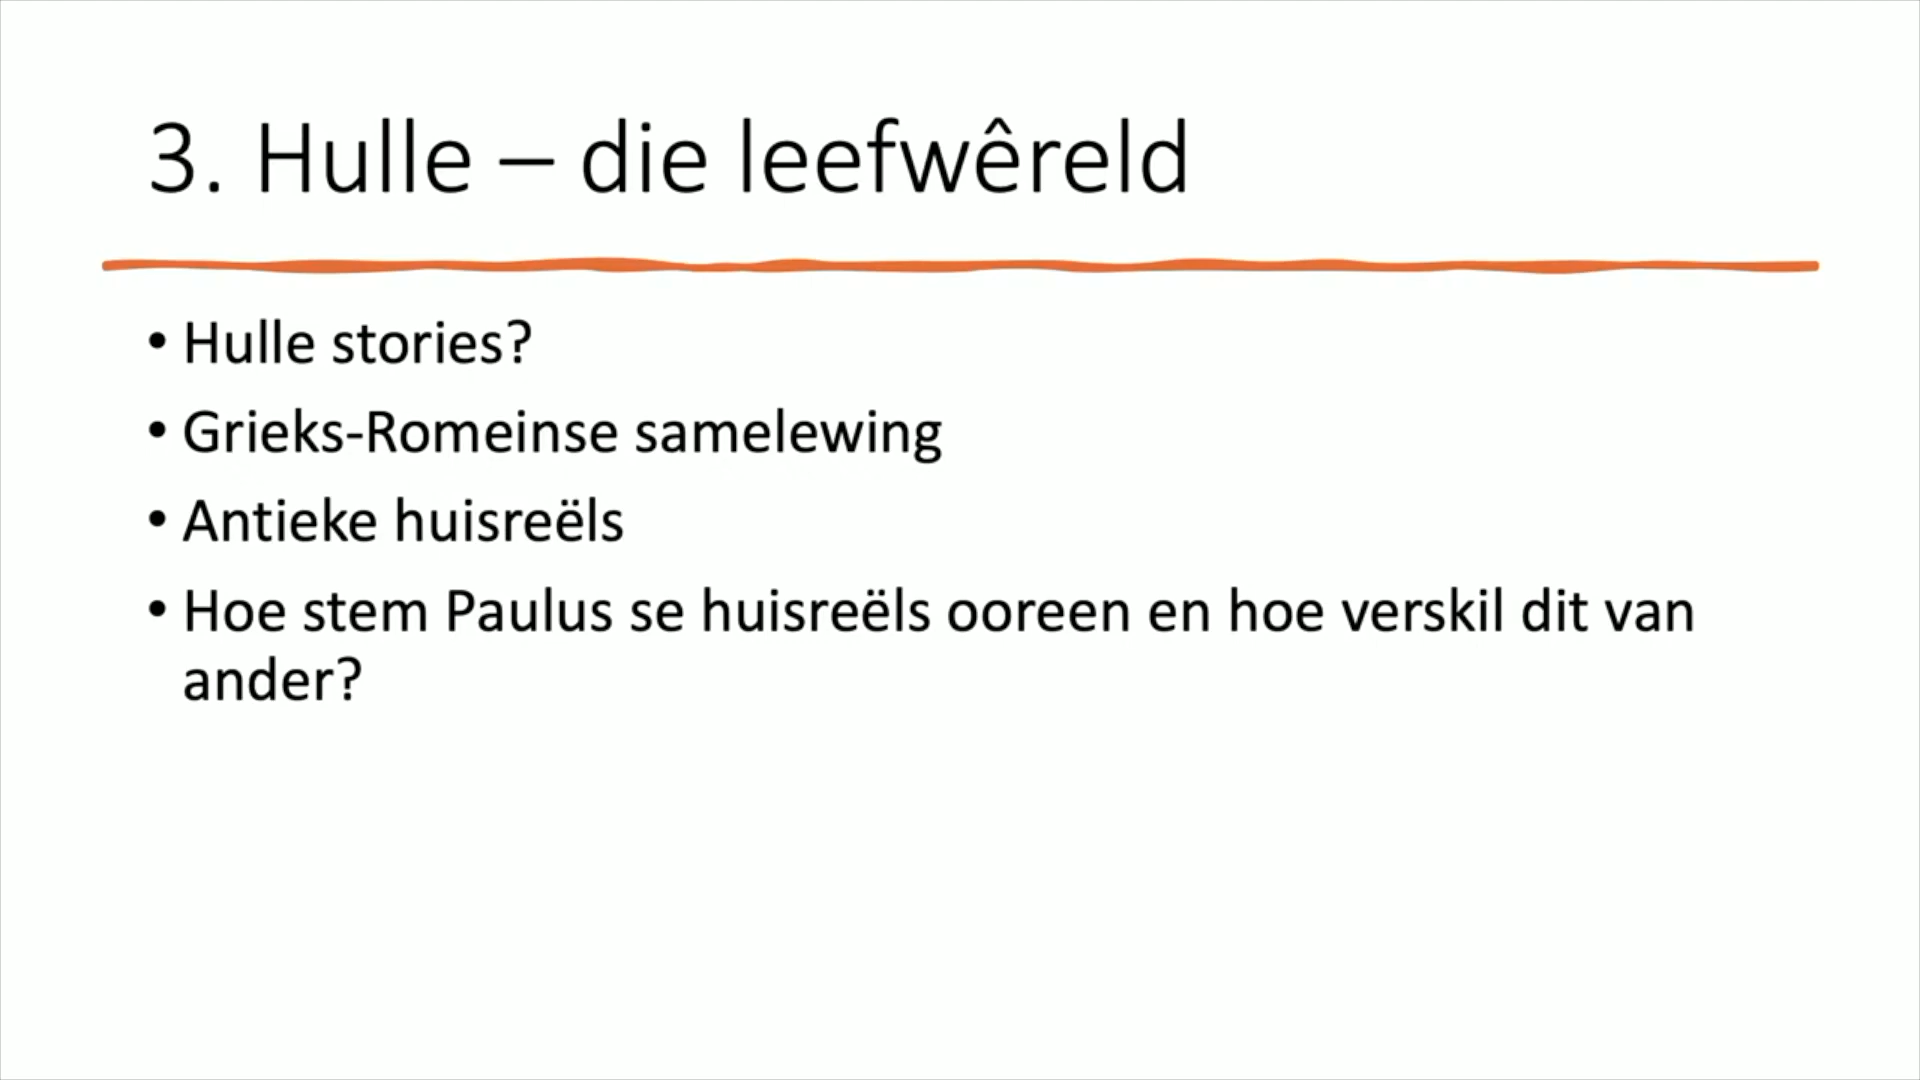 3. Hulle – die leefwêreld
• Hulle stories?
• Grieks-Romeinse samelewing
• Antieke huisreëls
• Hoe stem Paulus se huisreëls ooreen en hoe verskil dit van
ander?